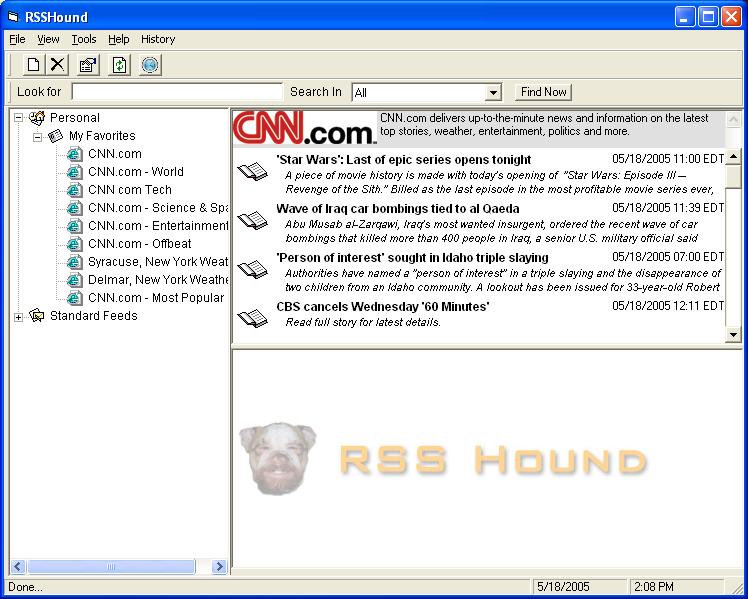 RSSHound
File View Tools Help History
Look for Search In All Find Now
Personal
My Favorites
CNN.com
CNN.com - World
CNN.com Tech
CNN.com - Science & Spa
CNN.com - Entertainment
CNN.com - Offbeat
Syracuse, New York Weat
Delmar, New York Weathe
CNN.com - Most Popular
Standard Feeds
CNN.com
CNN.com delivers up-to-the-minute news and information on the latest
top stories, weather, entertainment, politics and more.
'Star Wars': Last of epic series opens tonight 05/18/2005 11:00 EDT
A piece of movie history is made with today's opening of "Star Wars: Episode III --
Revenge of the Sith." Billed as the last episode in the most profitable movie series ever,
Wave of Iraq car bombings tied to al Qaeda 05/18/2005 11:39 EDT
Abu Musab al-Zarqawi, Iraq's most wanted insurgent, ordered the recent wave of car
bombings that killed more than 400 people in Iraq, a senior U.S. military official said
'Person of interest' sought in Idaho triple slaying 05/18/2005 07:00 EDT
Authorities have named a "person of interest" in a triple slaying and the disappearance of
two children from an Idaho community. A lookout has been issued for 33-year-old Robert
CBS cancels Wednesday '60 Minutes' 05/18/2005 12:11 EDT
Read full story for latest details.
RSS Hound
Done... 5/18/2005 2:08 PM